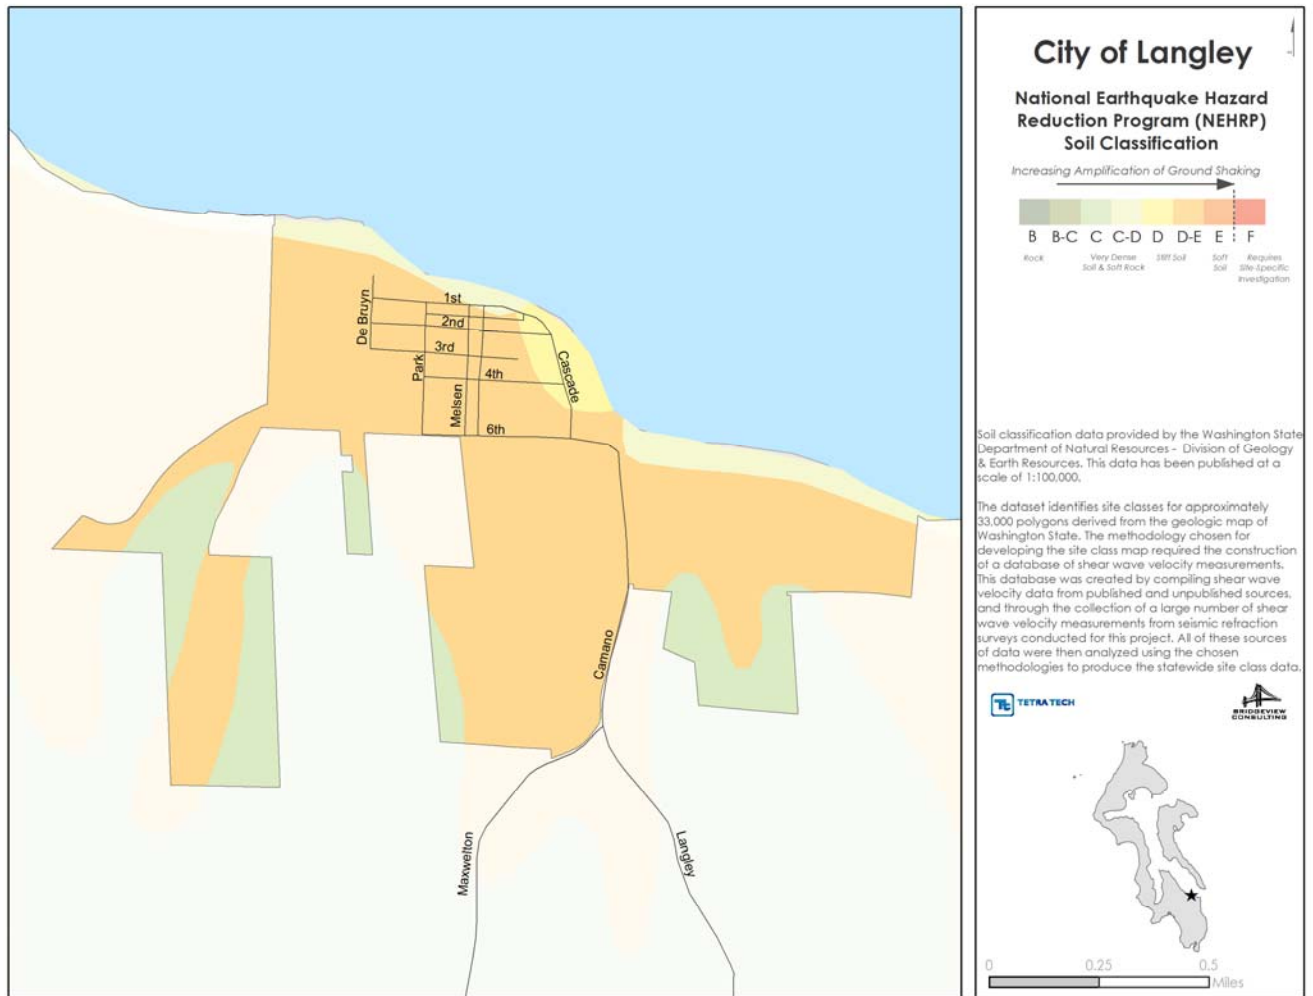 City of Langley
National Earthquake Hazard
Reduction Program (NEHRP)
Soil Classification
Increasing Amplification of Ground Shaking
B B-C C C-D D D-E E F
Rock
Very Dense
Soil & Soft Rock
Stiff Soil
Soft
Soil
Requires
Site-Specific
Investigation
1st
2nd
3rd
4th
6th
De Bruyn
Park
Melsen
Cascade
Camano
Maxwelton
Langley
Soil classification data provided by the Washington State
Department of Natural Resources - Division of Geology
& Earth Resources. This data has been published at a
scale of 1:100,000.
The dataset identifies site classes for approximately
33,000 polygons derived from the geologic map of
Washington State. The methodology chosen for
developing the site class map required the construction
of a database of shear wave velocity measurements.
This database was created by compiling shear wave
velocity data from published and unpublished sources,
and through the collection of a large number of shear
wave velocity measurements from seismic refraction
surveys conducted for this project. All of these sources
of data were then analyzed using the chosen
methodologies to produce the statewide site class data.
TETRA TECH
BRIDGEVIEW
CONSULTING
0 0.25 0.5
Miles